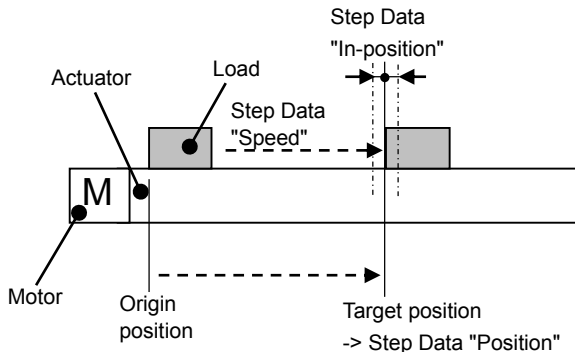 Step Data
"In-position"
Load
Actuator
Step Data
"Speed"
M
Motor
Origin
position
Target position
-> Step Data "Position"